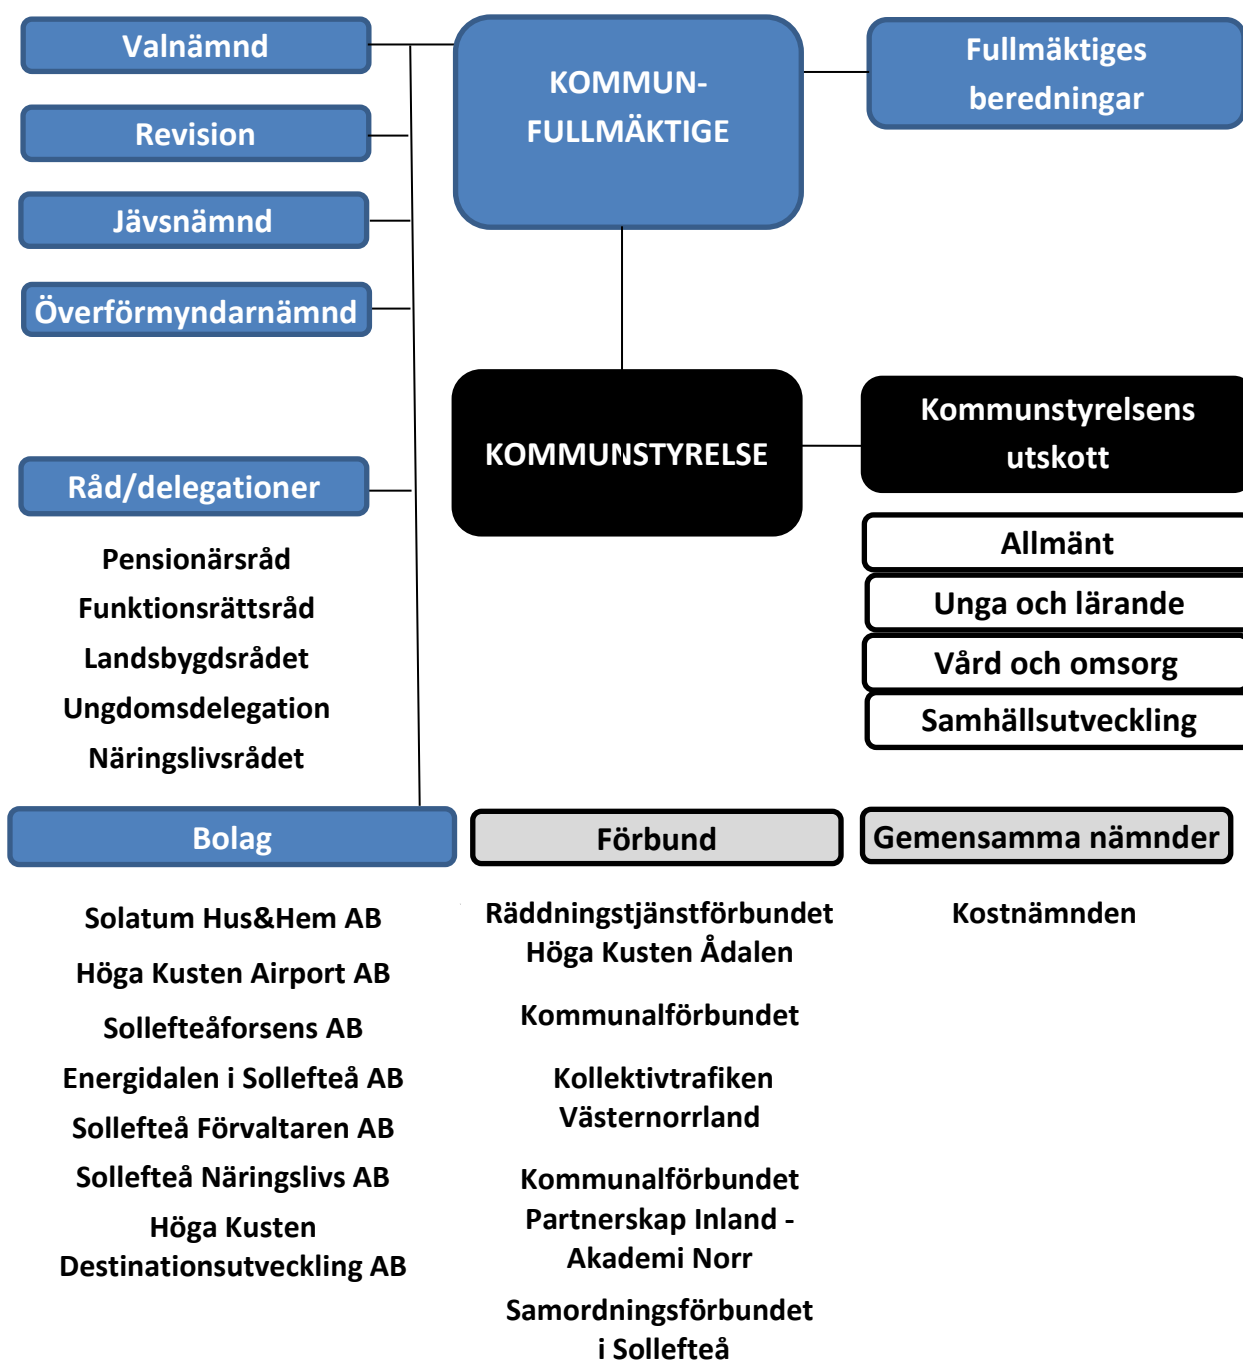 Valnämnd
Revision
Jävsnämnd
Överförmyndarnämnd
KOMMUN-
FULLMÄKTIGE
Fullmäktiges
beredningar
KOMMUNSTYRELSE
Kommunstyrelsens
utskott
Allmänt
Unga och lärande
Vård och omsorg
Samhällsutveckling
Råd/delegationer
Pensionärsråd
Funktionsrättsråd
Landsbygdsrådet
Ungdomsdelegation
Näringslivsrådet
Bolag
Solatum Hus&Hem AB
Höga Kusten Airport AB
Sollefteåforsens AB
Energidalen i Sollefteå AB
Sollefteå Förvaltaren AB
Sollefteå Näringslivs AB
Höga Kusten
Destinationsutveckling AB
Förbund
Räddningstjänstförbundet
Höga Kusten Ådalen
Kommunalförbundet
Kollektivtrafiken
Västernorrland
Kommunalförbundet
Partnerskap Inland -
Akademi Norr
Samordningsförbundet
i Sollefteå
Gemensamma nämnder
Kostnämnden